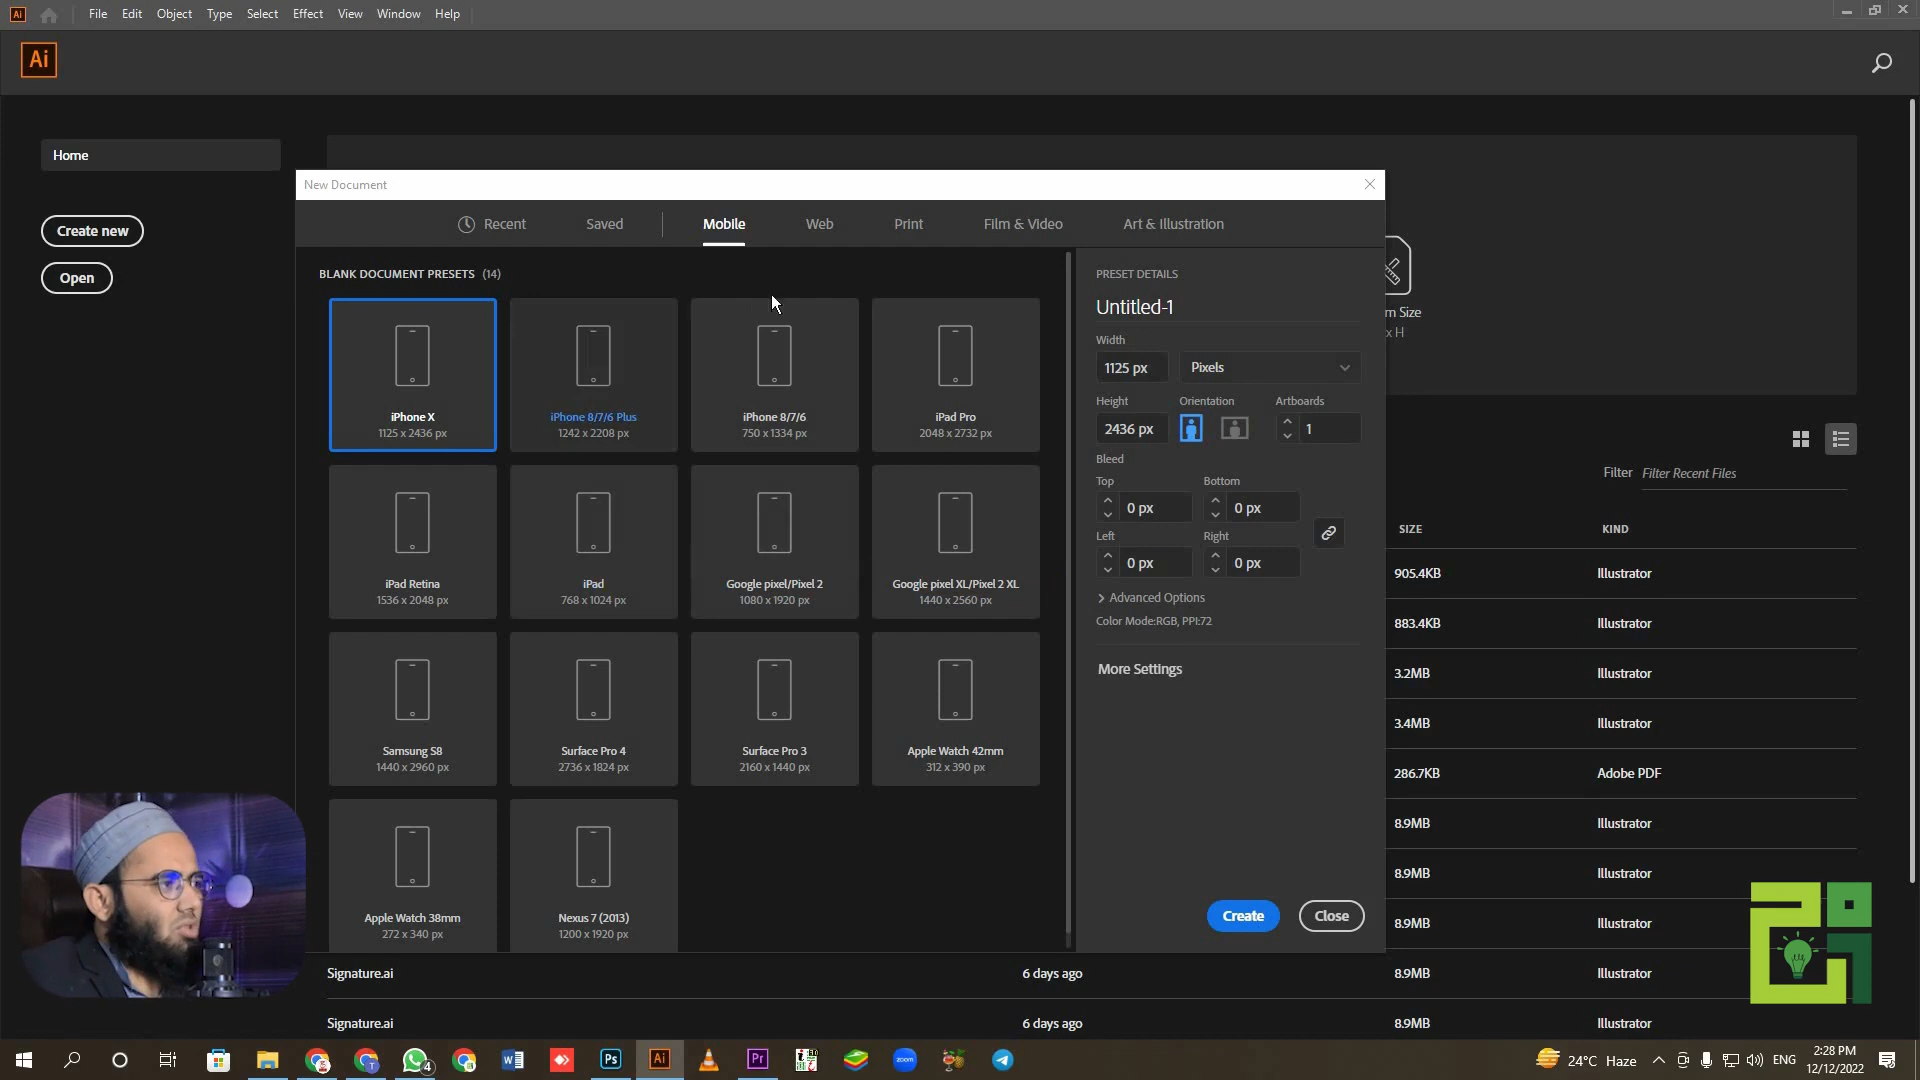 Ai File Edit Object Type Select Effect View Window Help
Ai
Home
Create new
Open
New Document
Recent Saved Mobile Web Print Film & Video Art & Illustration
BLANK DOCUMENT PRESETS (14)
iPhone X
1125 x 2436 px
iPhone 8/7/6 Plus
1242 x 2208 px
iPhone 8/7/6
750 x 1334 px
iPad Pro
2048 x 2732 px
iPad Retina
1536 x 2048 px
iPad
768 x 1024 px
Google pixel/Pixel 2
1080 x 1920 px
Google pixel XL/Pixel 2 XL
1440 x 2560 px
Samsung S8
1440 x 2960 px
Surface Pro 4
2736 x 1824 px
Surface Pro 3
2160 x 1440 px
Apple Watch 42mm
312 x 390 px
Apple Watch 38mm
272 x 340 px
Nexus 7 (2013)
1200 x 1920 px
PRESET DETAILS
Untitled-1
Width
1125 px Pixels
Height Orientation Artboards
2436 px 1
Bleed
Top Bottom
0 px 0 px
Left Right
0 px 0 px
Advanced Options
Color Mode:RGB, PPI:72
More Settings
Create Close
m Size
x H
Filter Filter Recent Files
SIZE KIND
905.4KB Illustrator
883.4KB Illustrator
3.2MB Illustrator
3.4MB Illustrator
286.7KB Adobe PDF
8.9MB Illustrator
8.9MB Illustrator
8.9MB Illustrator
Signature.ai 6 days ago 8.9MB Illustrator
Signature.ai 6 days ago 8.9MB Illustrator
4 Ps Ai Pr zoom
24°C Haze ENG
2:28 PM
12/12/2022